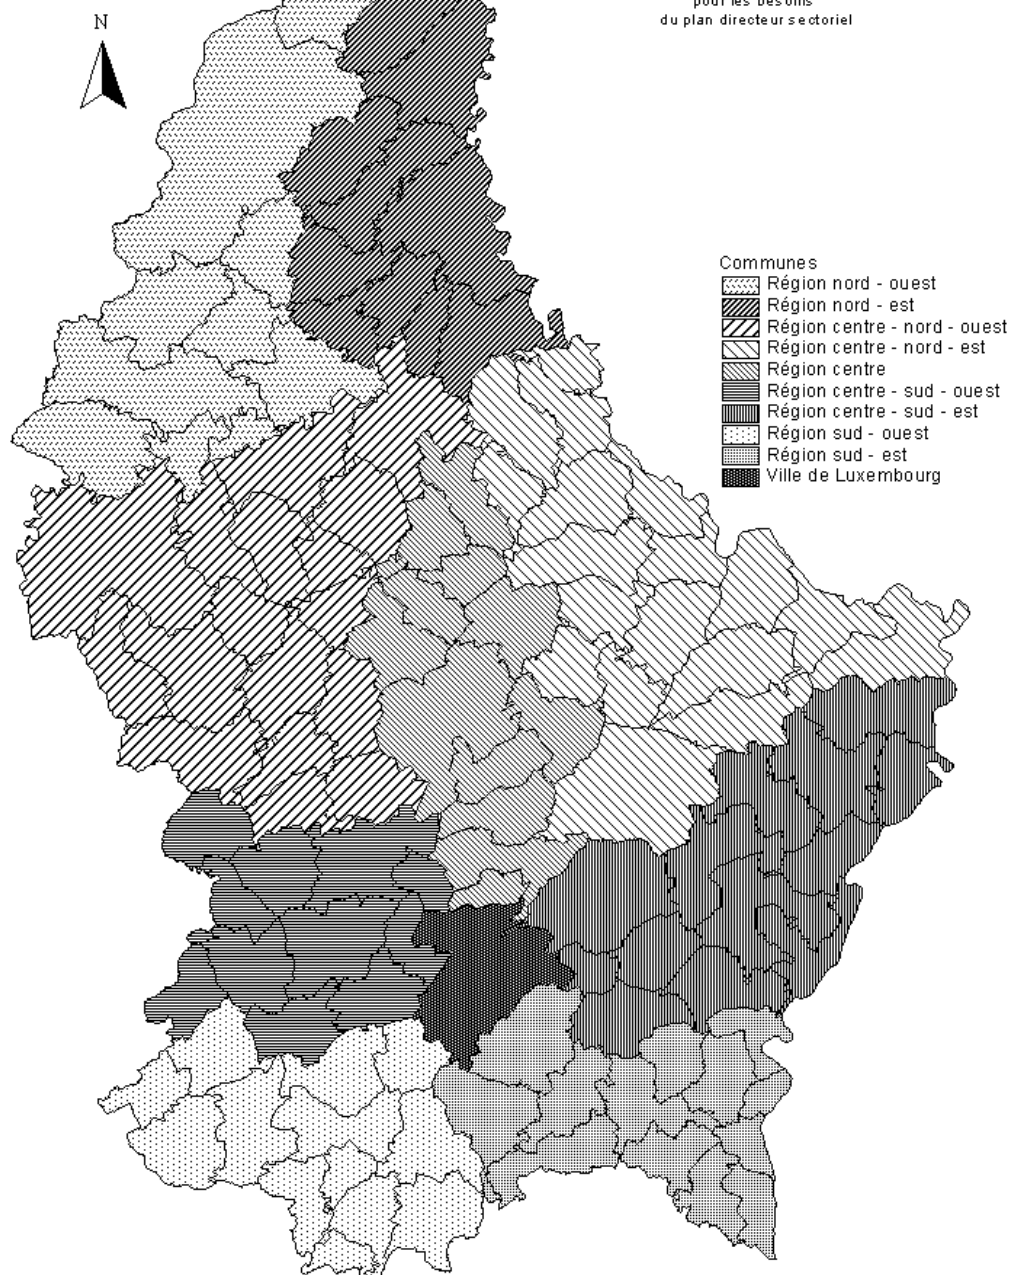 pour les besoins
du plan directeur sectoriel
N
Communes
Région nord - ouest
Région nord - est
Région centre - nord - ouest
Région centre - nord - est
Région centre
Région centre - sud - ouest
Région centre - sud - est
Région sud - ouest
Région sud - est
Ville de Luxembourg